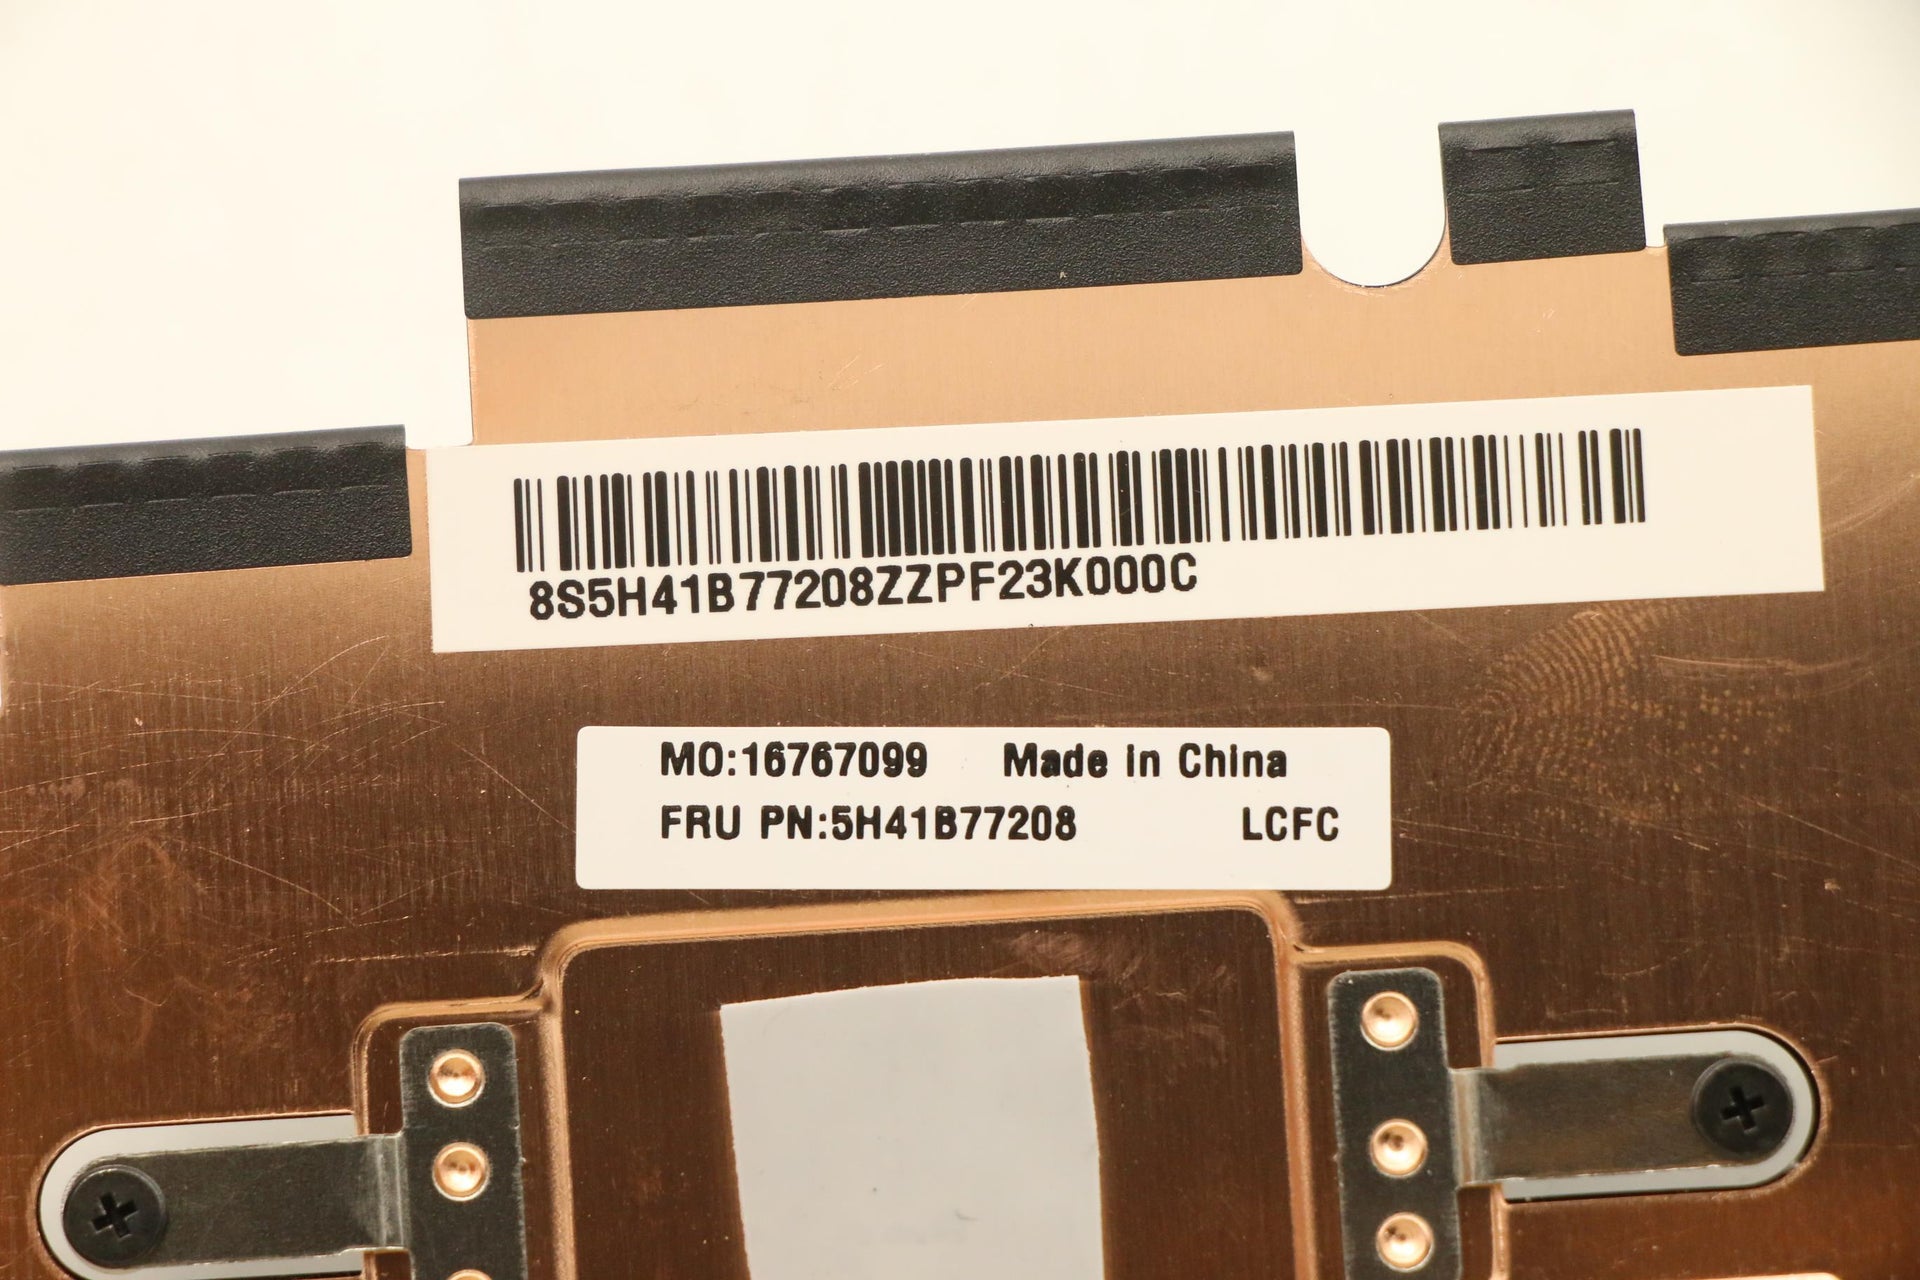 8S5H41B77208ZZPF23K000C
MO:16767099 Made in China
FRU PN:5H41B77208 LCFC